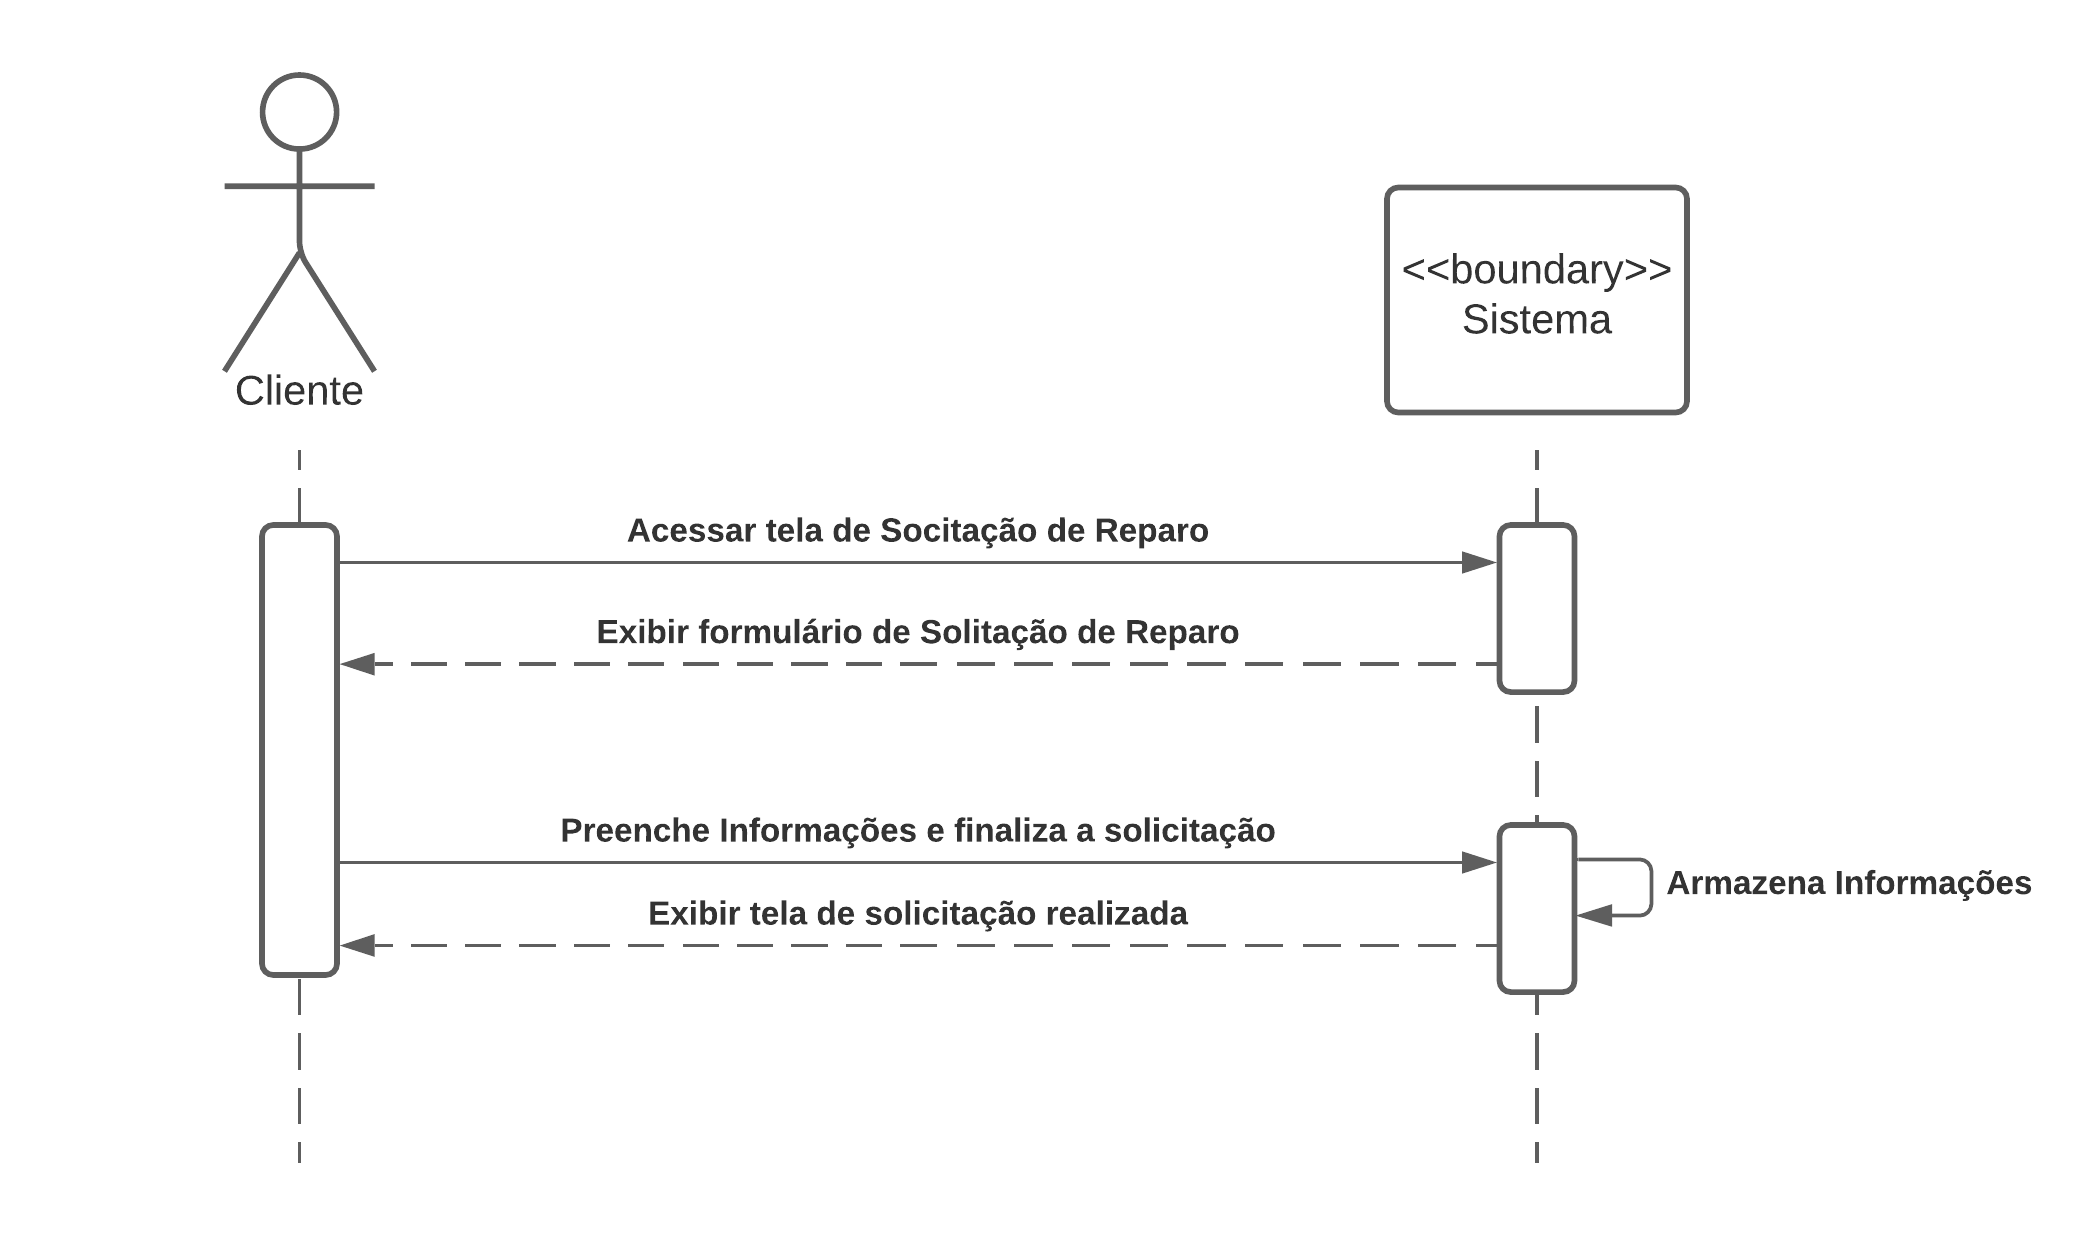 Cliente
<<boundary>>
Sistema
Acessar tela de Socitação de Reparo
Exibir formulário de Solitação de Reparo
Preenche Informações e finaliza a solicitação
Armazena Informações
Exibir tela de solicitação realizada